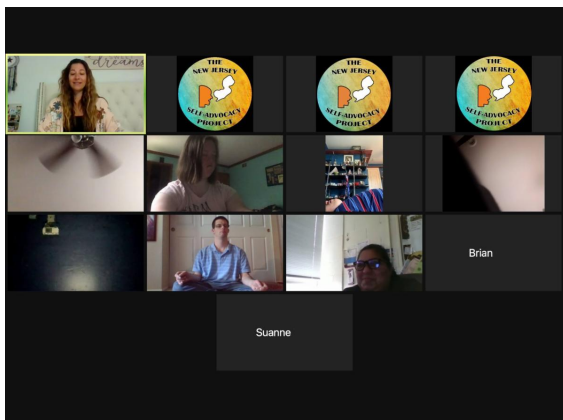 dreams
THE
NEW JERSEY
SELF-ADVOCACY
PROJECT
THE
NEW JERSEY
SELF-ADVOCACY
PROJECT
THE
NEW JERSEY
SELF-ADVOCACY
PROJECT
Brian
Suanne